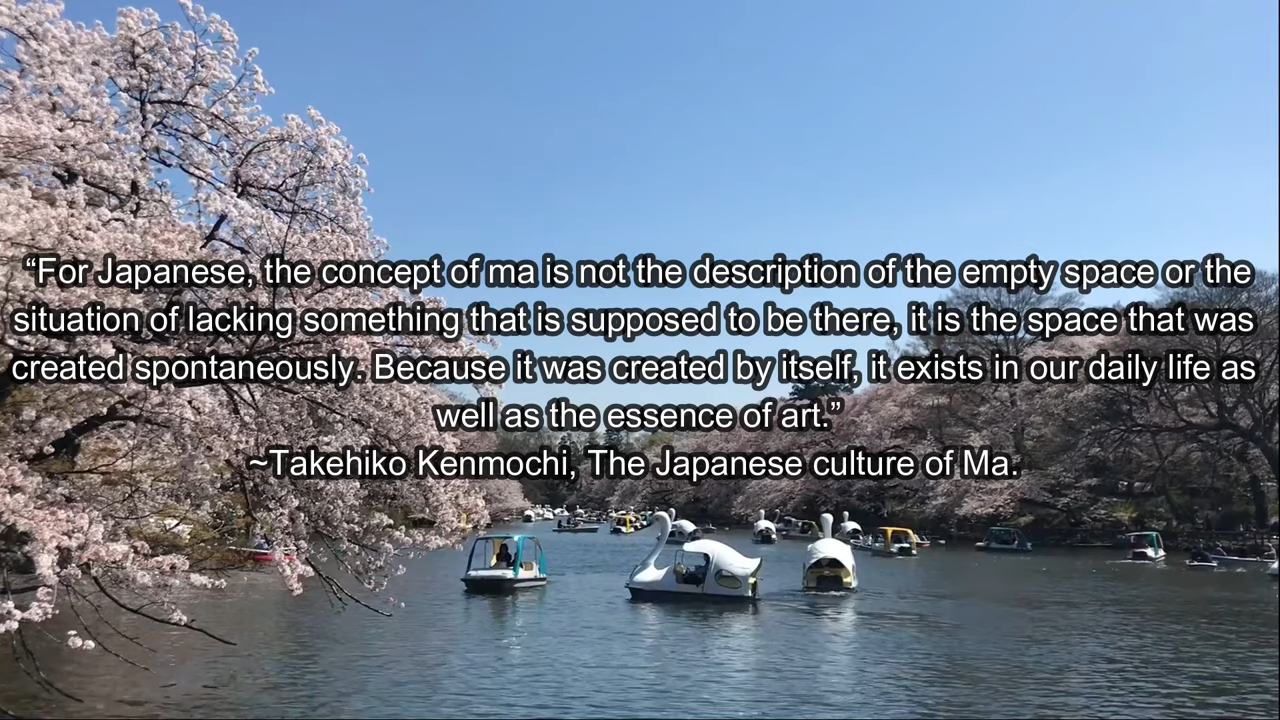 “For Japanese, the concept of ma is not the description of the empty space or the
situation of lacking something that is supposed to be there, it is the space that was
created spontaneously. Because it was created by itself, it exists in our daily life as
well as the essence of art.”
~Takehiko Kenmochi, The Japanese culture of Ma.